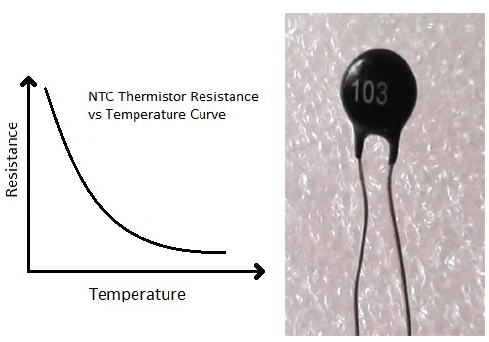 NTC Thermistor Resistance
vs Temperature Curve
Resistance
Temperature
103